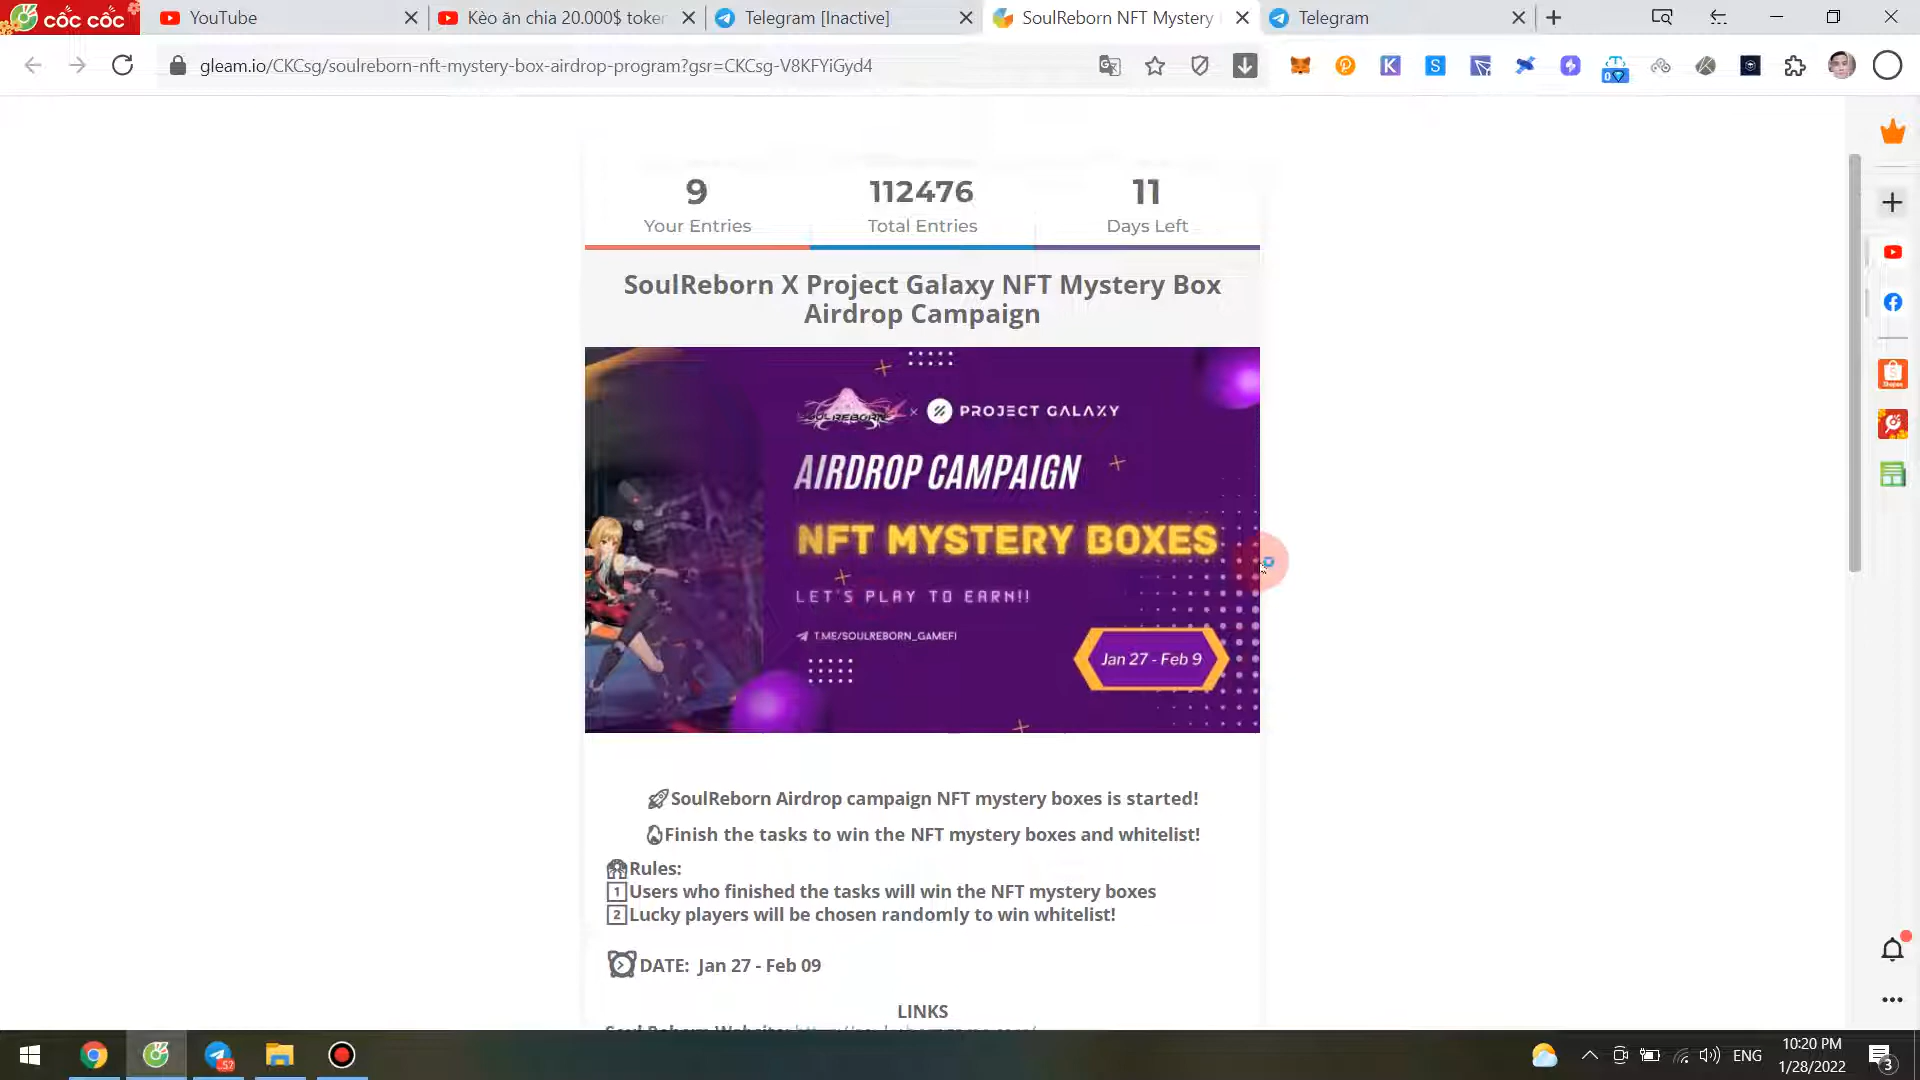 cốc cốc
YouTube
Kèo ăn chia 20.000$ token
Telegram [Inactive]
SoulReborn NFT Mystery
Telegram
gleam.io/CKCsg/soulreborn-nft-mystery-box-airdrop-program?gsr=CKCsg-V8KFYiGyd4
9
112476
11
Your Entries
Total Entries
Days Left
SoulReborn X Project Galaxy NFT Mystery Box
Airdrop Campaign
SOULREBORN × PROJECT GALAXY
AIRDROP CAMPAIGN
NFT MYSTERY BOXES
LET'S PLAY TO EARN!!
T.ME/SOULREBORN_GAMEFI
Jan 27 - Feb 9
SoulReborn Airdrop campaign NFT mystery boxes is started!
Finish the tasks to win the NFT mystery boxes and whitelist!
Rules:
1 Users who finished the tasks will win the NFT mystery boxes
2 Lucky players will be chosen randomly to win whitelist!
DATE: Jan 27 - Feb 09
LINKS
Soul Reborn Website:
ENG
10:20 PM
1/28/2022
3